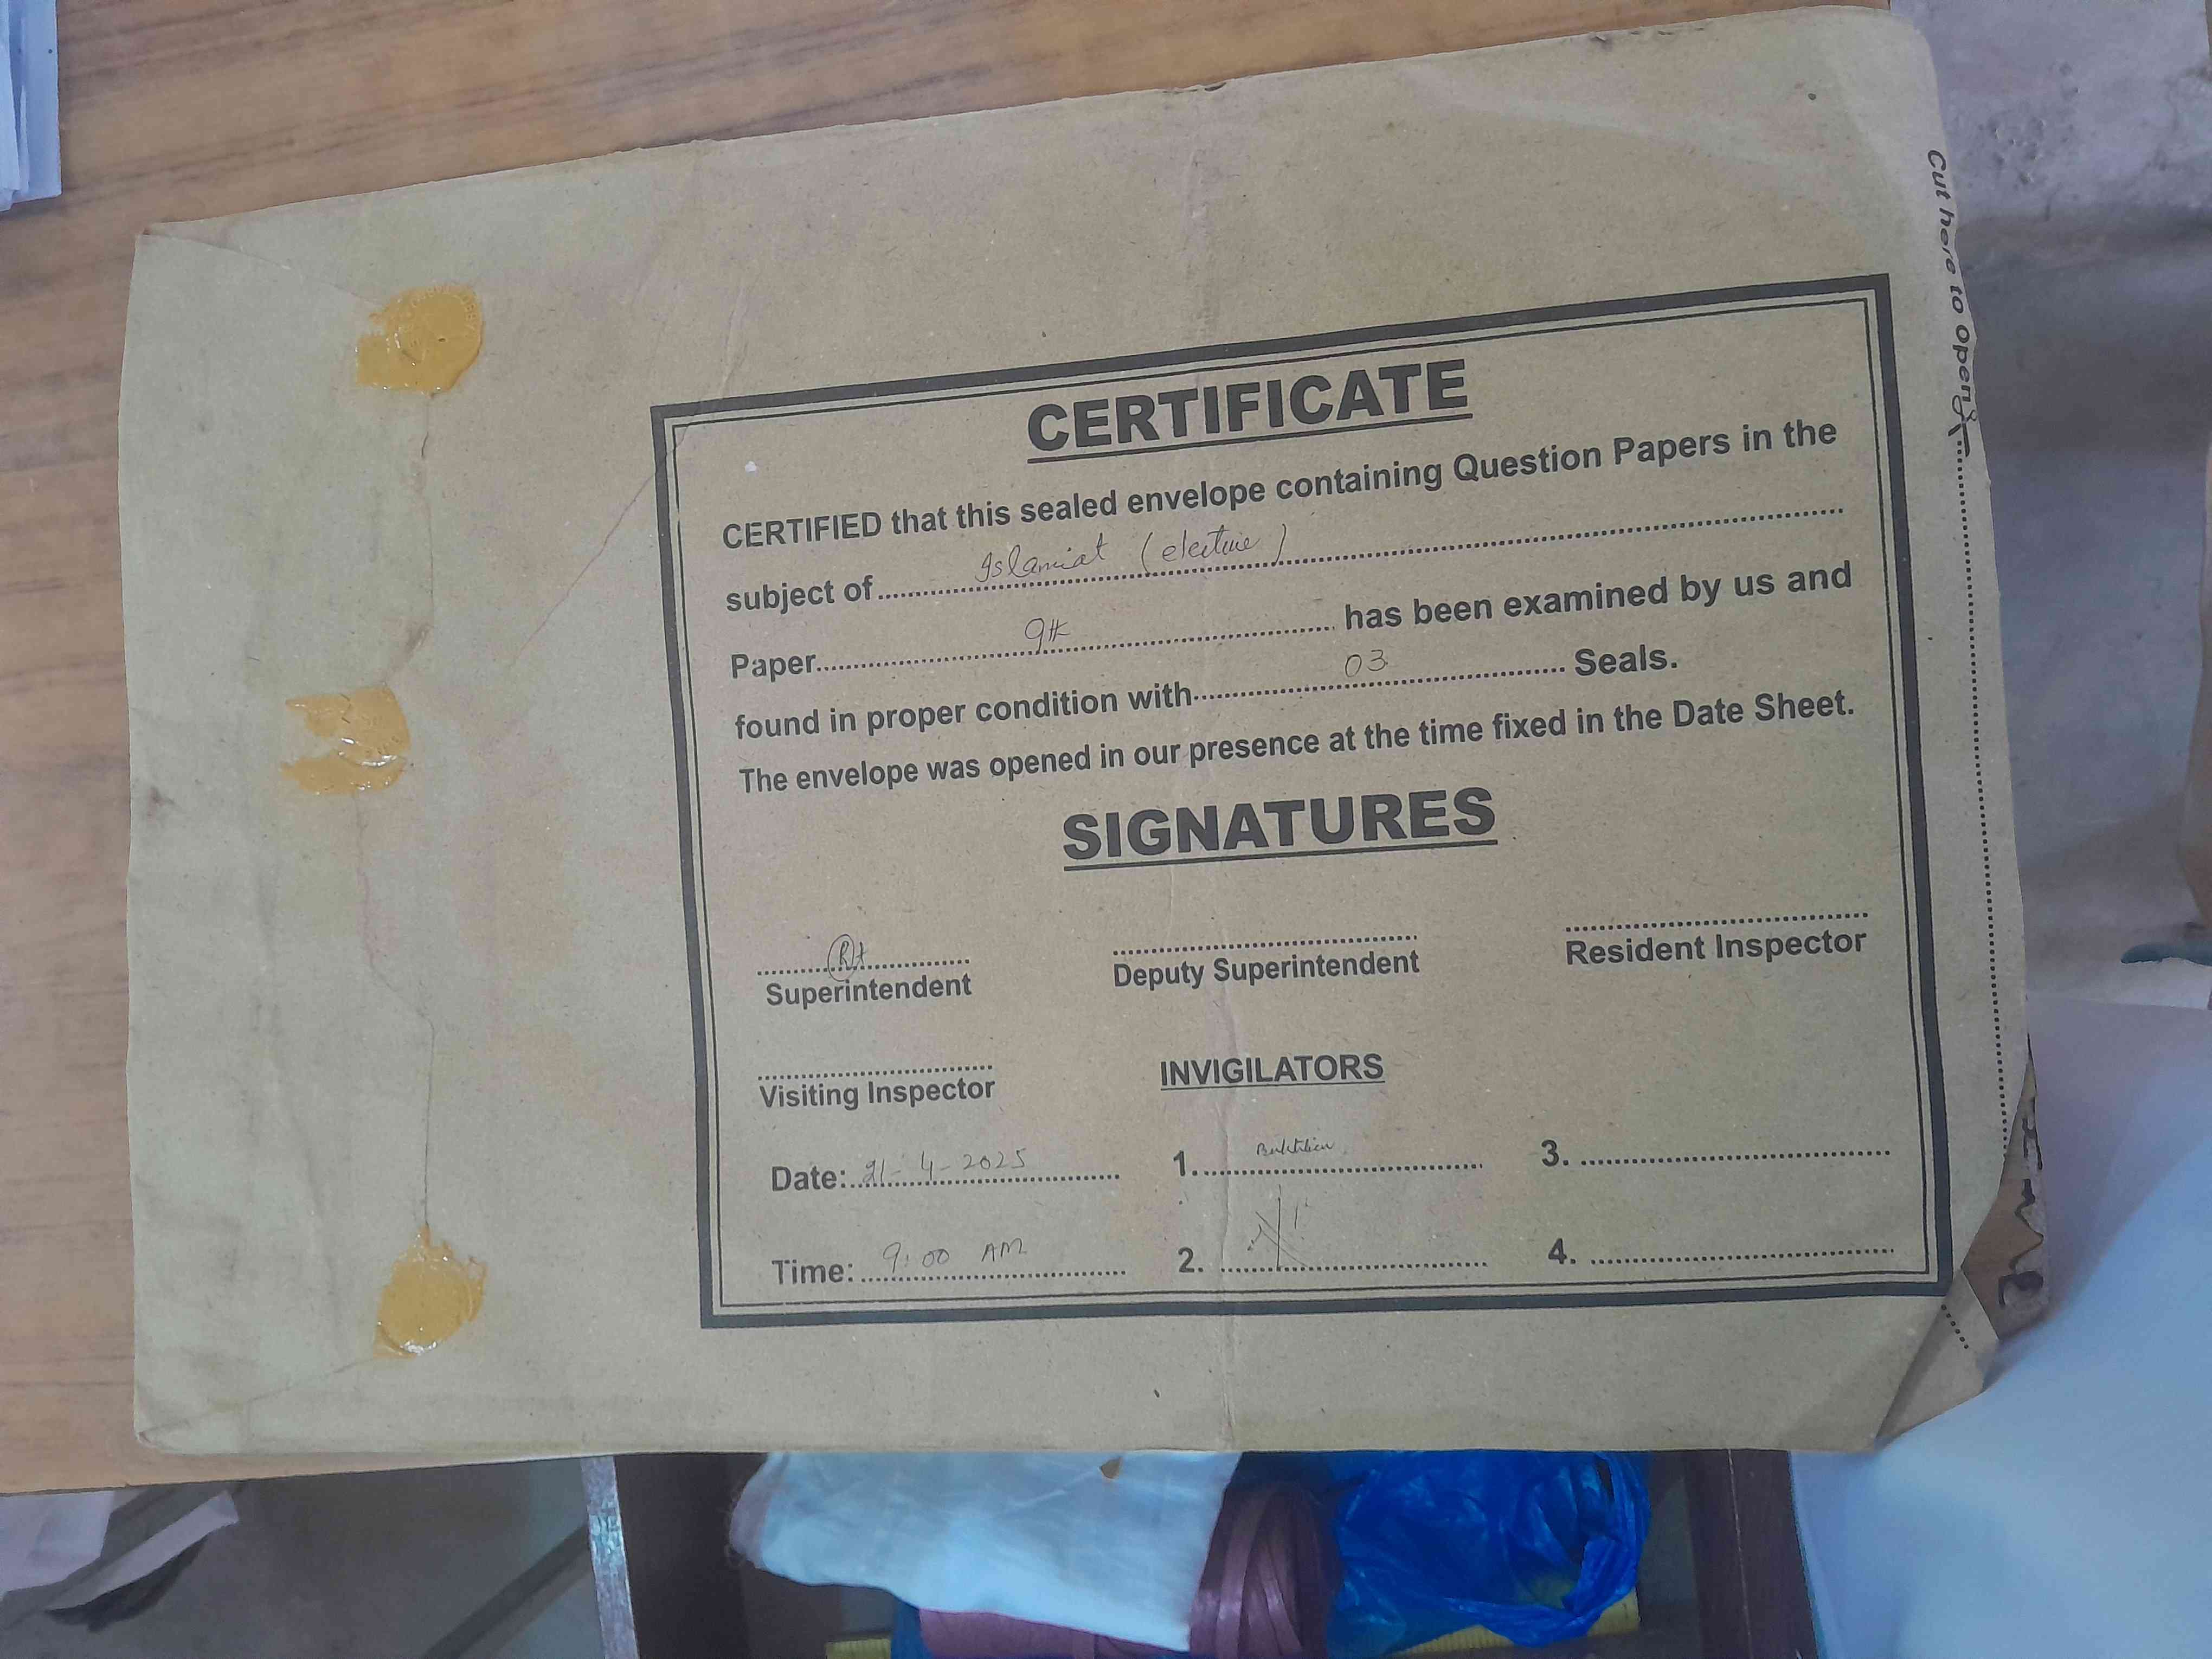 Cut here to open
CERTIFICATE
CERTIFIED that this sealed envelope containing Question Papers in the
subject of Islamiat (elective)
Paper 9th has been examined by us and
found in proper condition with 03 Seals.
The envelope was opened in our presence at the time fixed in the Date Sheet.
SIGNATURES
Superintendent
Deputy Superintendent
Resident Inspector
Visiting Inspector
INVIGILATORS
Date: 21-4-2025
1.
3.
Time: 9:00 AM
2.
4.